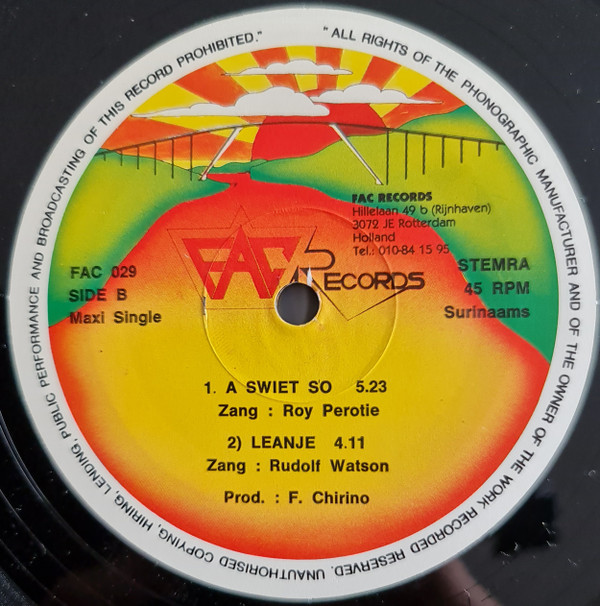 "ALL RIGHTS OF THE PHONOGRAPHIC MANUFACTURER AND OF THE OWNER OF THE WORK RECORDED RESERVED. UNAUTHORISED COPYING, HIRING, LENDING, PUBLIC PERFORMANCE AND BROADCASTING OF THIS RECORD PROHIBITED."
FAC RECORDS
Hillelaan 49 b (Rijnhaven)
3072 JE Rotterdam
Holland
Tel.: 010-84 15 95
FAC RECORDS
FAC 029
SIDE B
Maxi Single
STEMRA
45 RPM
Surinaams
1. A SWIET S'O 5.23
Zang : Roy Perotie
2) LEANJE 4.11
Zang : Rudolf Watson
Prod. : F. Chirino